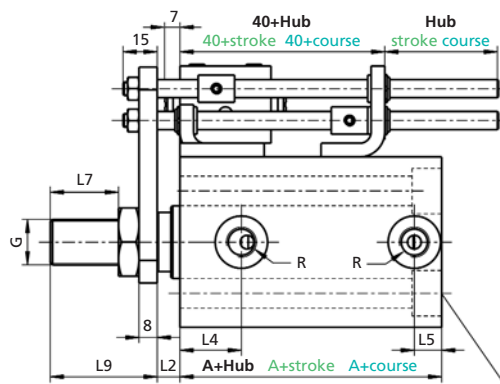 7
40+Hub Hub
15 40+stroke 40+course stroke course
L7
G
R R
8
L4 L5
L9 L2 A+Hub A+stroke A+course